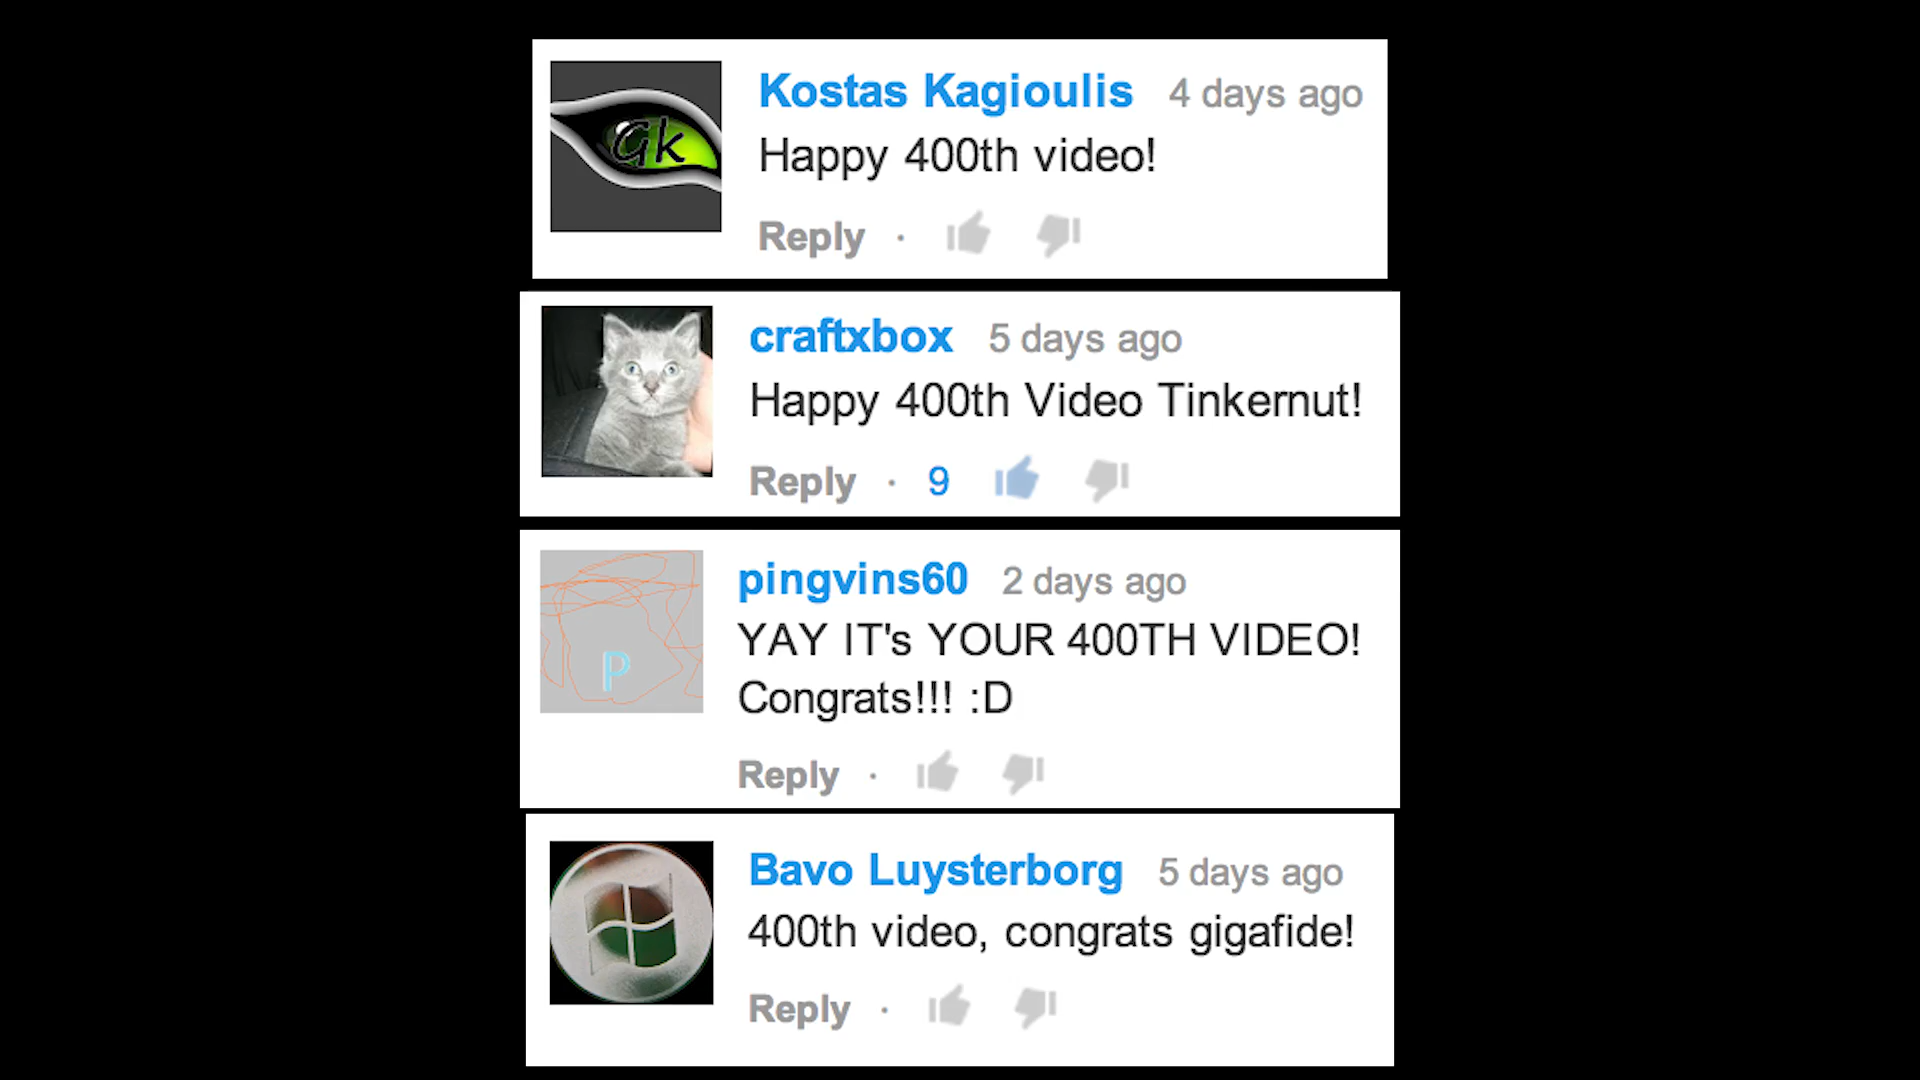 Gk
Kostas Kagioulis 4 days ago
Happy 400th video!
Reply ·
craftxbox 5 days ago
Happy 400th Video Tinkernut!
Reply · 9
pingvins60 2 days ago
YAY IT's YOUR 400TH VIDEO!
Congrats!!! :D
P
Reply ·
Bavo Luysterborg 5 days ago
400th video, congrats gigafide!
Reply ·